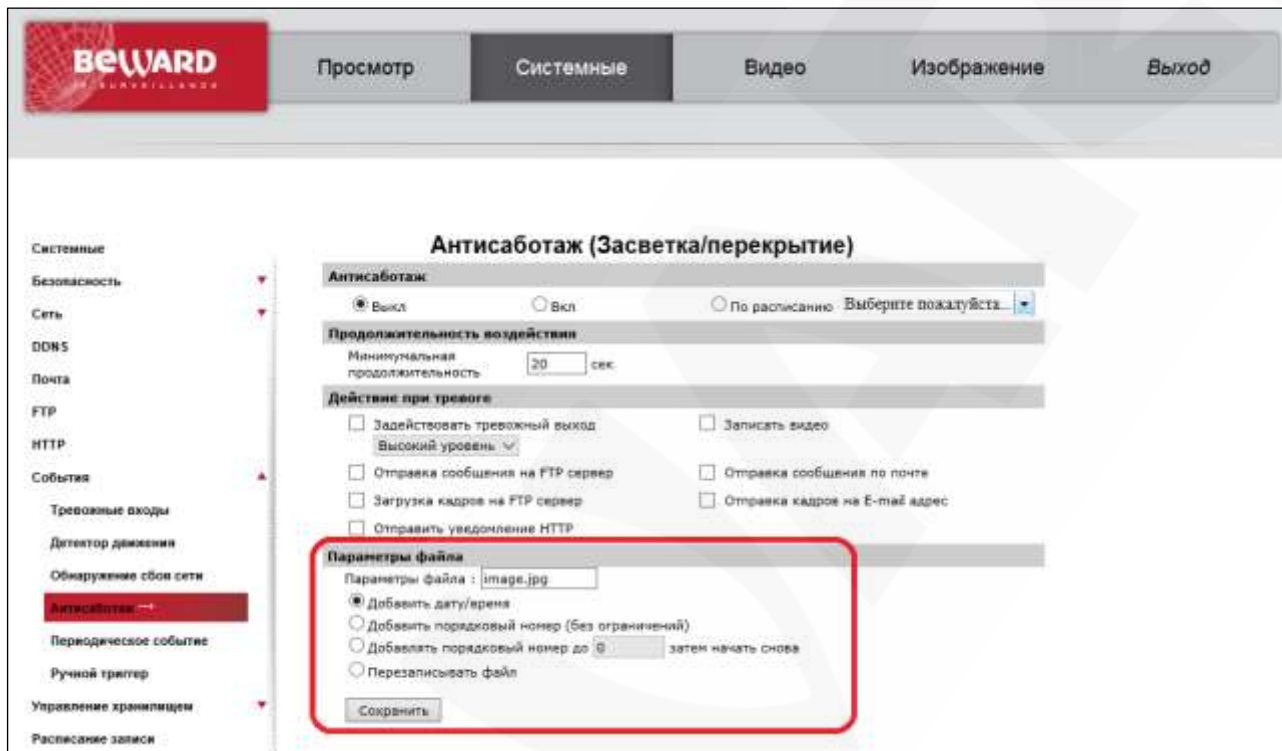 BEWARD
IP SURVEILLANCE
Просмотр
Системные
Видео
Изображение
Выход
Системные
Безопасность
Сеть
DDNS
Почта
FTP
HTTP
События
Тревожные входы
Детектор движения
Обнаружение сбоя сети
Антисаботаж
Периодическое событие
Ручной триггер
Управление хранилищем
Расписание записи
Антисаботаж (Засветка/перекрытие)
Антисаботаж
Выкл Вкл По расписанию Выберите пожалуйста...
Продолжительность воздействия
Минимумальная
продолжительность 20 сек
Действие при тревоге
Задействовать тревожный выход Записать видео
Высокий уровень
Отправка сообщения на FTP сервер Отправка сообщения по почте
Загрузка кадров на FTP сервер Отправка кадров на E-mail адрес
Отправить уведомление HTTP
Параметры файла
Параметры файла : image.jpg
Добавить дату/время
Добавить порядковый номер (без ограничений)
Добавлять порядковый номер до 0 затем начать снова
Перезаписывать файл
Сохранить